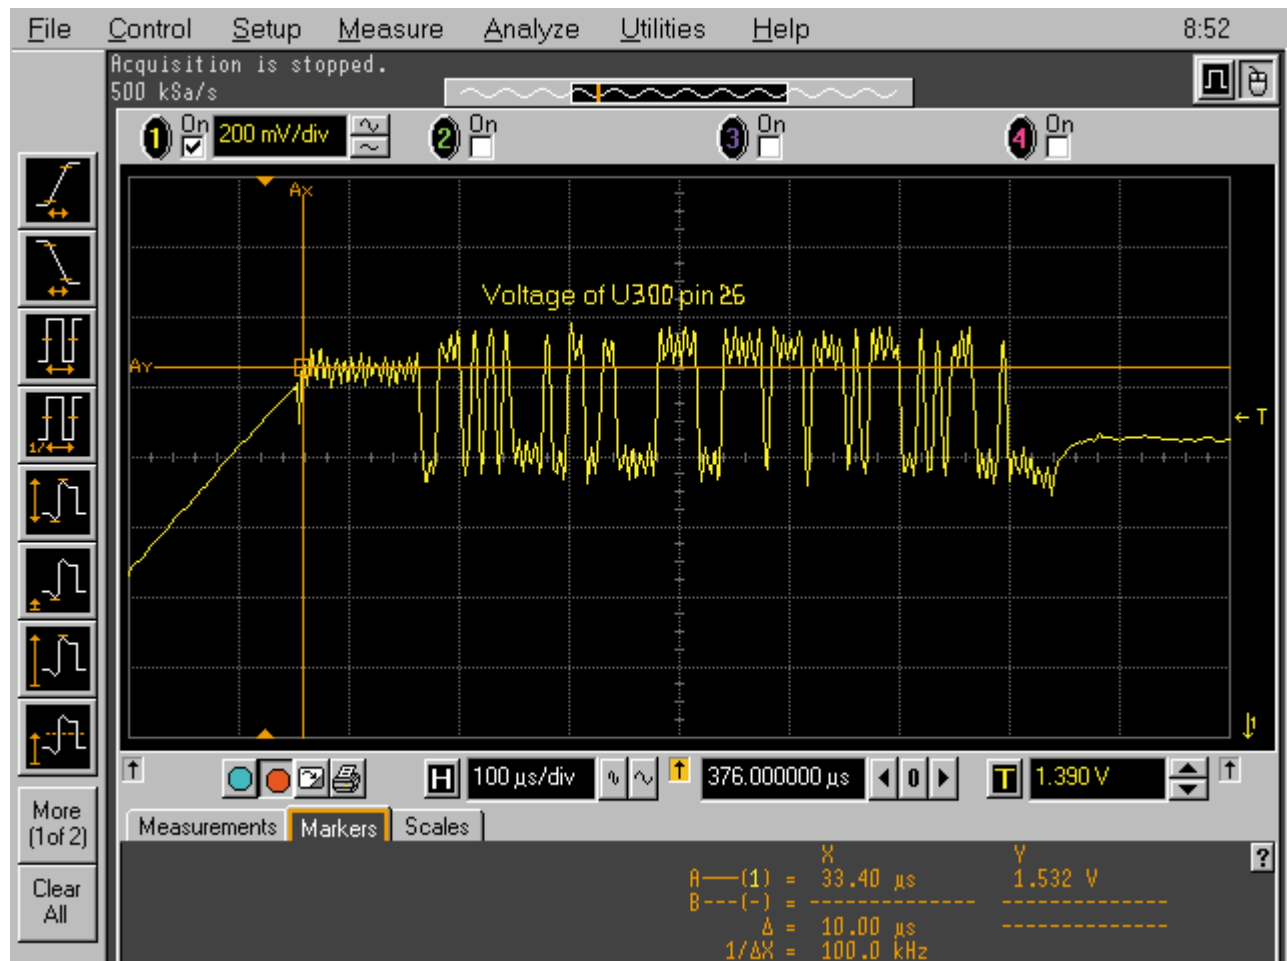 File Control Setup Measure Analyze Utilities Help 8:52
Acquisition is stopped.
500 kSa/s
1 On 200 mV/div 2 On 3 On 4 On
Ax
Voltage of U300 pin 26
Ay
T
1/
1
H 100 µs/div 376.000000 µs 0 T 1.390 V
More
(1of 2)
Measurements Markers Scales
X Y
?
A——(1) = 33.40 µs 1.532 V
Clear
All
B---(-) = --------------- ---------------
Δ = 10.00 µs ---------------
1/ΔX = 100.0 kHz